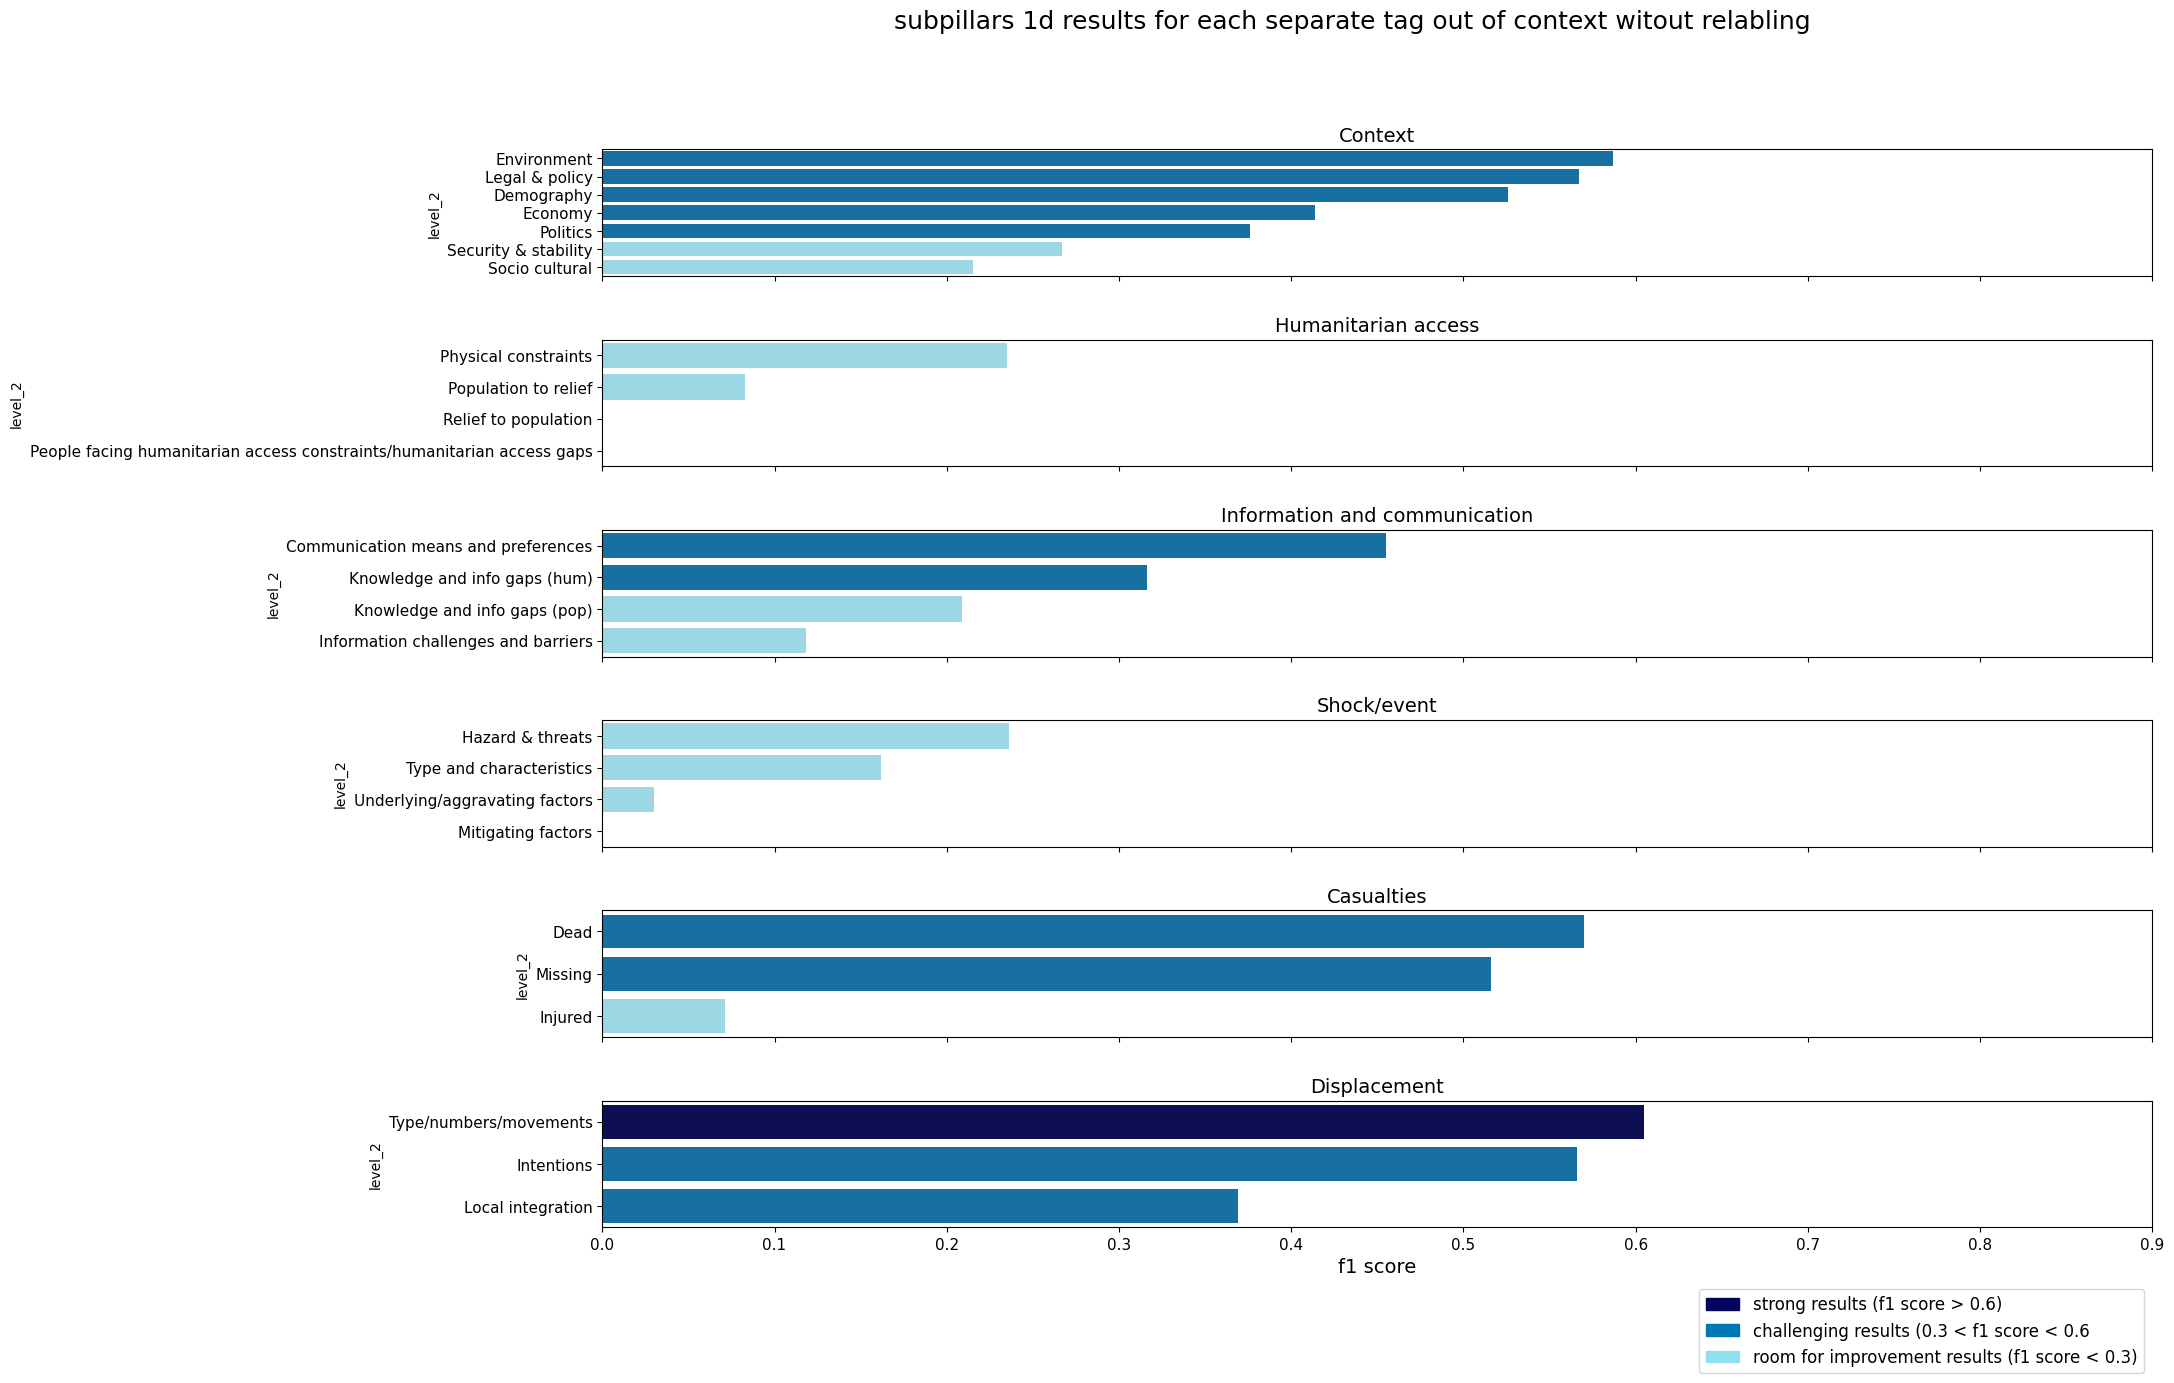 subpillars 1d results for each separate tag out of context witout relabling
Context
level_2
Environment
Legal & policy
Demography
Economy
Politics
Security & stability
Socio cultural
Humanitarian access
level_2
Physical constraints
Population to relief
Relief to population
People facing humanitarian access constraints/humanitarian access gaps
Information and communication
level_2
Communication means and preferences
Knowledge and info gaps (hum)
Knowledge and info gaps (pop)
Information challenges and barriers
Shock/event
level_2
Hazard & threats
Type and characteristics
Underlying/aggravating factors
Mitigating factors
Casualties
level_2
Dead
Missing
Injured
Displacement
level_2
Type/numbers/movements
Intentions
Local integration
0.0 0.1 0.2 0.3 0.4 0.5 0.6 0.7 0.8 0.9
f1 score
strong results (f1 score > 0.6)
challenging results (0.3 < f1 score < 0.6
room for improvement results (f1 score < 0.3)